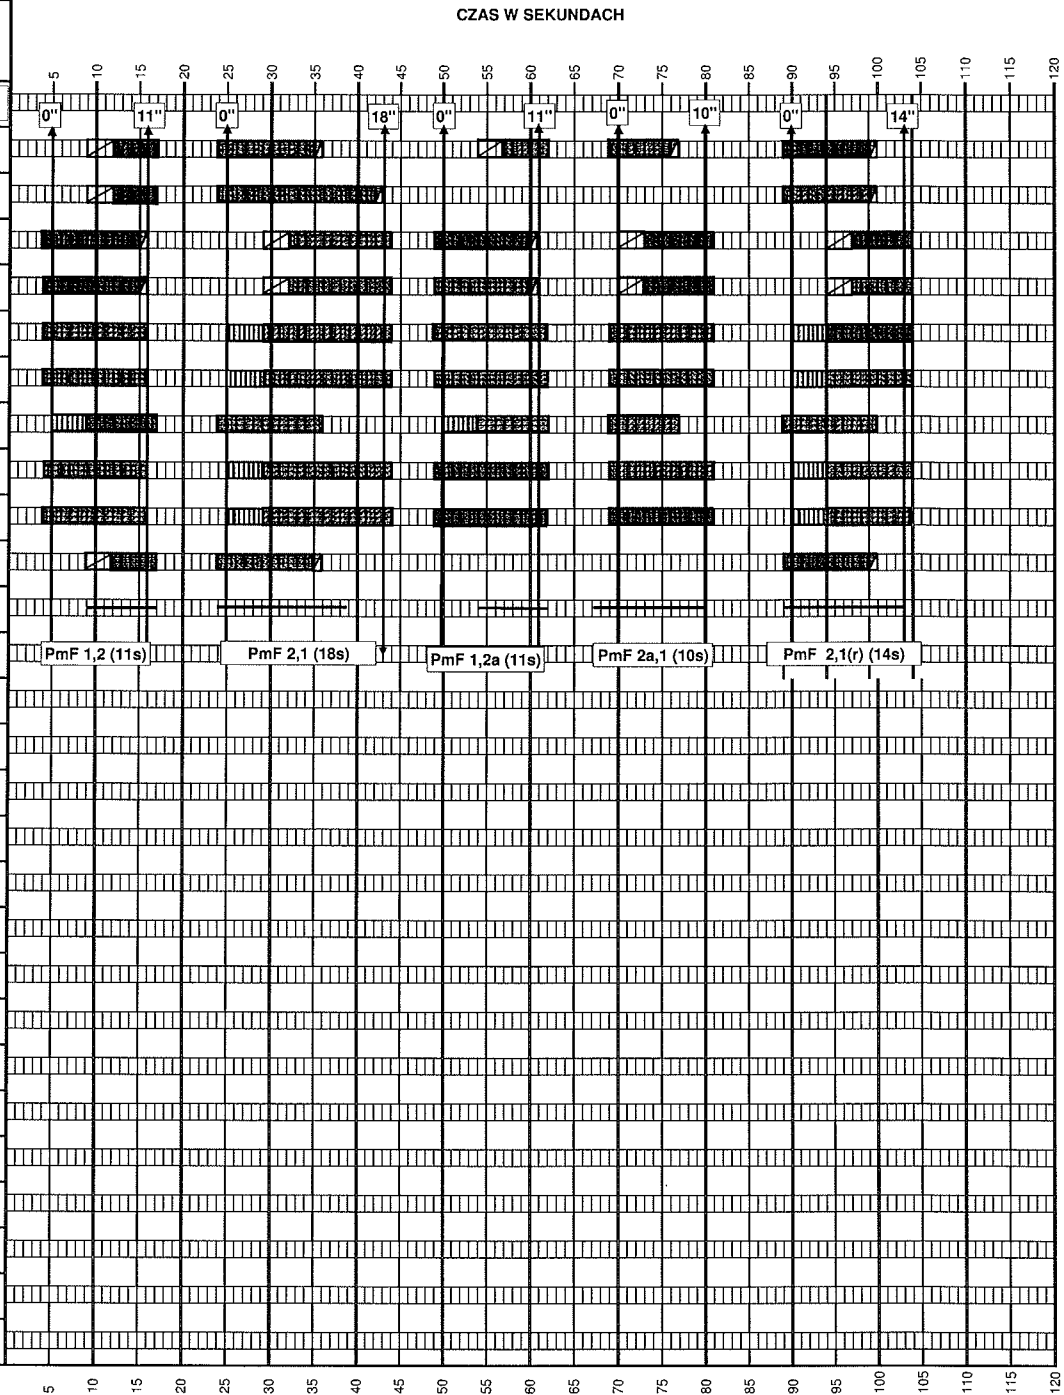 CZAS W SEKUNDACH
5 10 15 20 25 30 35 40 45 50 55 60 65 70 75 80 85 90 95 100 105 110 115 120
0" 11" 0" 18" 0" 11" 0" 10" 0" 14"
PmF 1,2 (11s) PmF 2,1 (18s) PmF 1,2a (11s) PmF 2a,1 (10s) PmF 2,1(r) (14s)
5 10 15 20 25 30 35 40 45 50 55 60 65 70 75 80 85 90 95 100 105 110 115 120